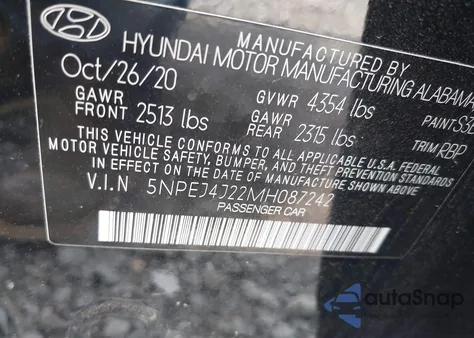 MANUFACTURED BY
HYUNDAI MOTOR MANUFACTURING ALABAMA
Oct/26/20
GAWR FRONT 2513 lbs
GVWR 4354 lbs
GAWR REAR 2315 lbs
PAINT S3
TRIM RBP
THIS VEHICLE CONFORMS TO ALL APPLICABLE U.S.A. FEDERAL
MOTOR VEHICLE SAFETY, BUMPER, AND THEFT PREVENTION STANDARDS
IN EFFECT ON THE DATE OF MANUFACTURE SHOWN ABOVE
V.I.N 5NPEJ4J22MH087242
PASSENGER CAR
autoSnap